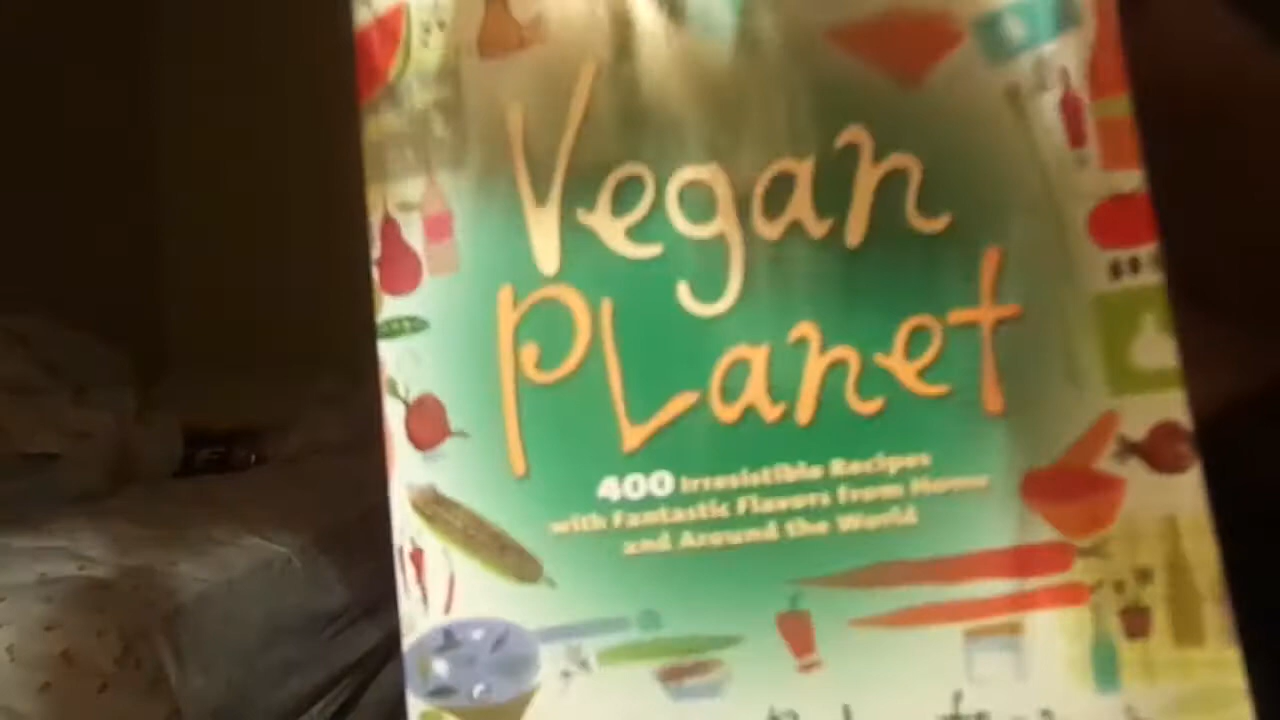 Vegan
PLanet
400 Irresistible Recipes
with Fantastic Flavors from Home
and Around the World